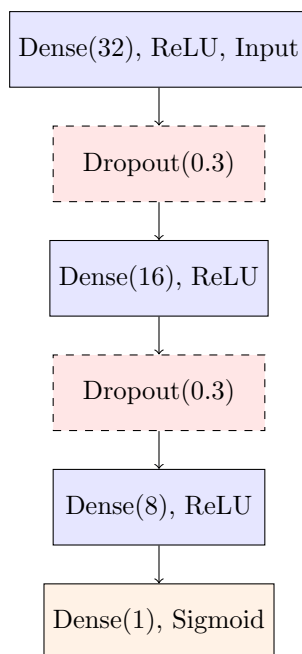 Dense(32), ReLU, Input
Dropout(0.3)
Dense(16), ReLU
Dropout(0.3)
Dense(8), ReLU
Dense(1), Sigmoid